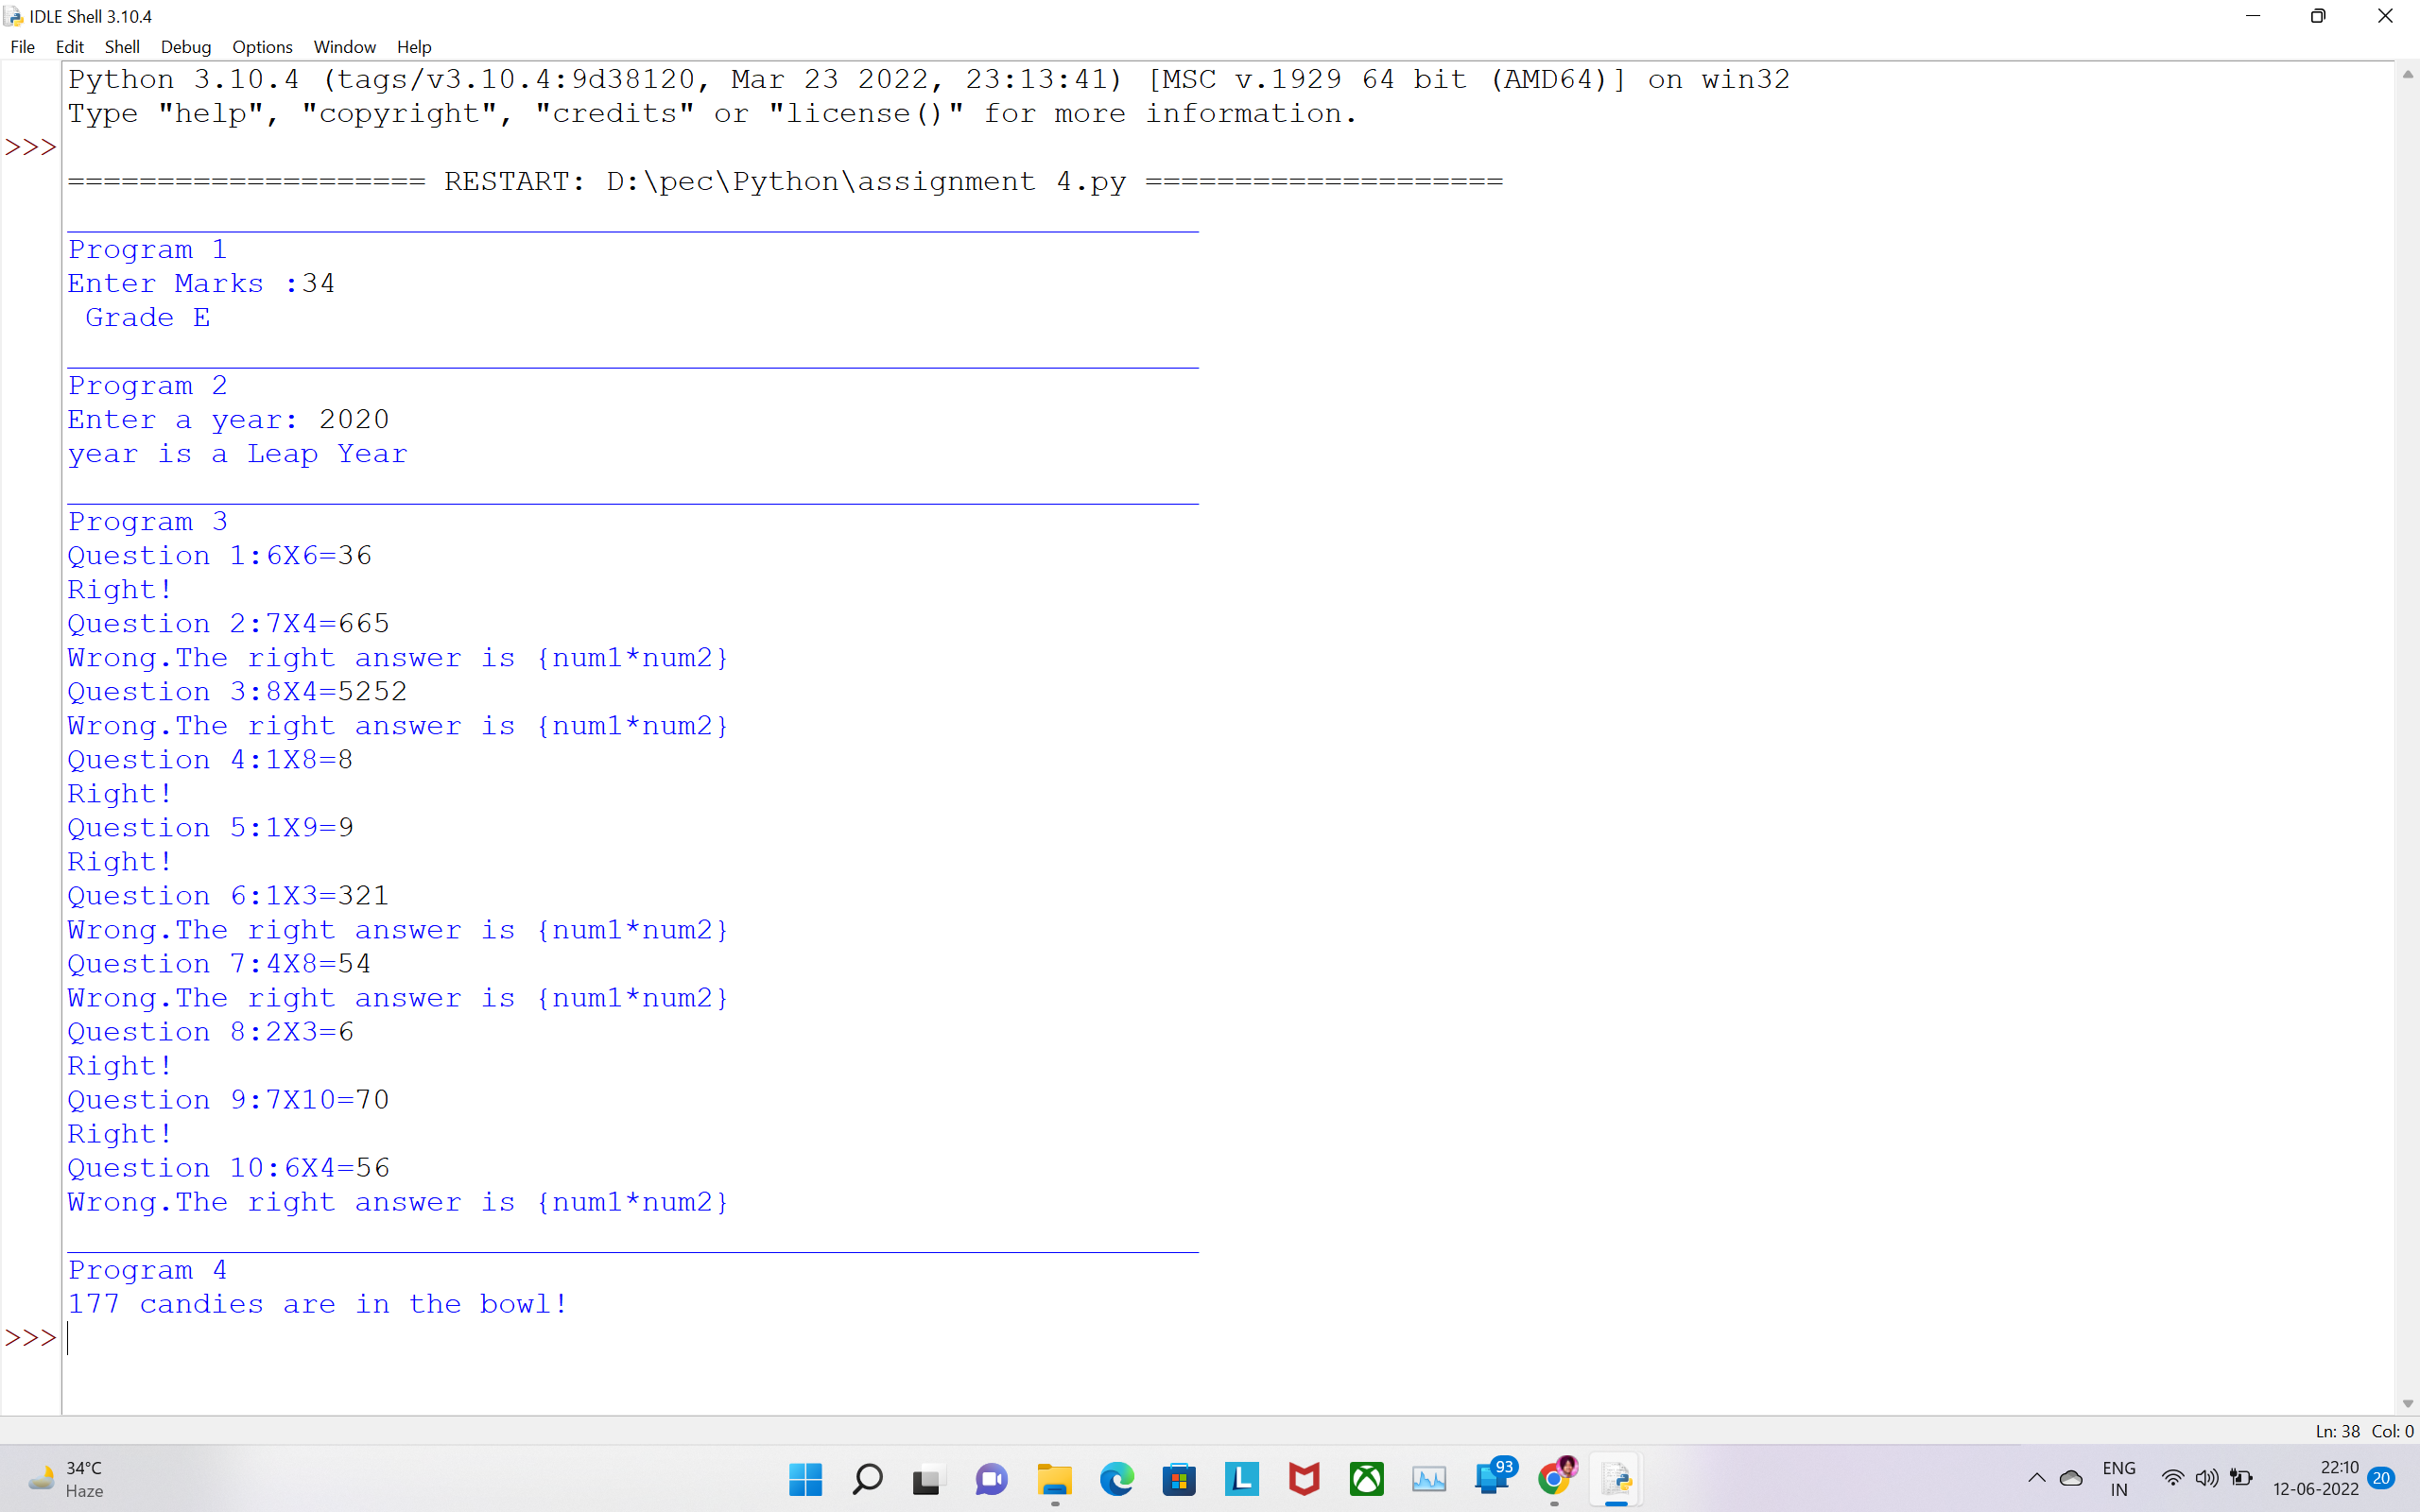 IDLE Shell 3.10.4
File Edit Shell Debug Options Window Help
Python 3.10.4 (tags/v3.10.4:9d38120, Mar 23 2022, 23:13:41) [MSC v.1929 64 bit (AMD64)] on win32
Type "help", "copyright", "credits" or "license()" for more information.
>>>
==================== RESTART: D:\pec\Python\assignment 4.py ====================
_______________________________________________________________
Program 1
Enter Marks :34
 Grade E
_______________________________________________________________
Program 2
Enter a year: 2020
year is a Leap Year
_______________________________________________________________
Program 3
Question 1:6X6=36
Right!
Question 2:7X4=665
Wrong.The right answer is {num1*num2}
Question 3:8X4=5252
Wrong.The right answer is {num1*num2}
Question 4:1X8=8
Right!
Question 5:1X9=9
Right!
Question 6:1X3=321
Wrong.The right answer is {num1*num2}
Question 7:4X8=54
Wrong.The right answer is {num1*num2}
Question 8:2X3=6
Right!
Question 9:7X10=70
Right!
Question 10:6X4=56
Wrong.The right answer is {num1*num2}
_______________________________________________________________
Program 4
177 candies are in the bowl!
>>>
Ln: 38 Col: 0
34°C
Haze
L
93
ENG
IN
22:10
12-06-2022
20